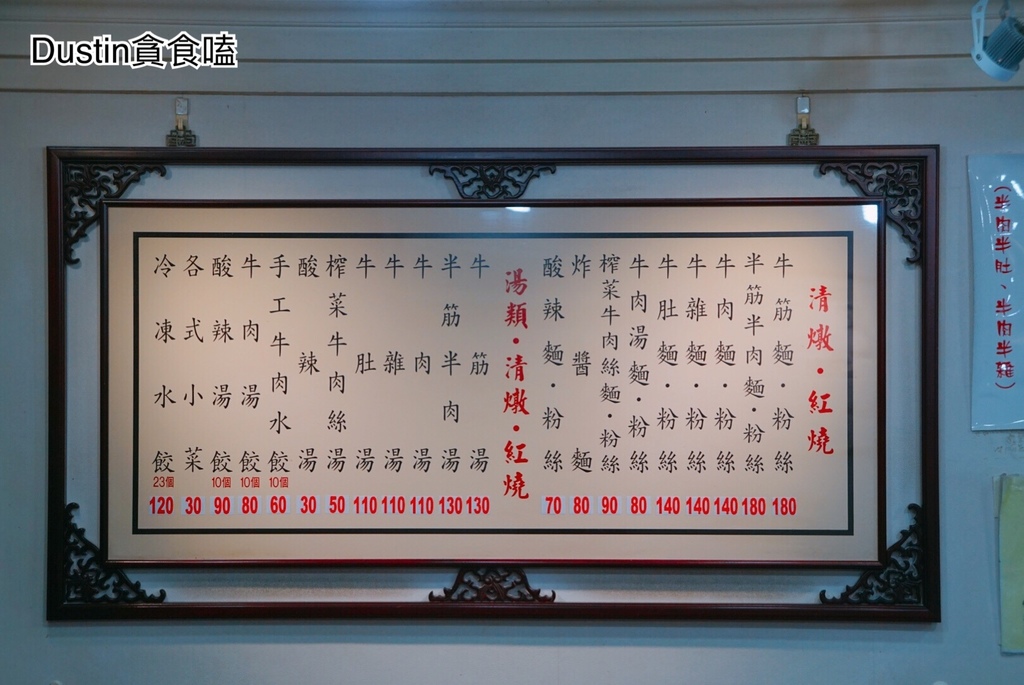 Dustin貪食嗑
清燉・紅燒
牛筋麵・粉絲 180
半筋半肉麵・粉絲 180
牛肉麵・粉絲 140
牛雜麵・粉絲 140
牛肚麵・粉絲 140
牛肉湯麵・粉絲 80
榨菜牛肉絲麵・粉絲 90
炸醬麵 80
酸辣麵・粉絲 70
湯類・清燉・紅燒
牛筋湯 130
半筋半肉湯 130
牛肉湯 110
牛雜湯 110
牛肚湯 110
榨菜牛肉絲湯 50
酸辣湯 30
手工牛肉水餃 10個 60
牛肉湯餃 10個 80
酸辣湯餃 10個 90
各式小菜 30
冷凍水餃 23個 120
(半肉半肚、半肉半雜)